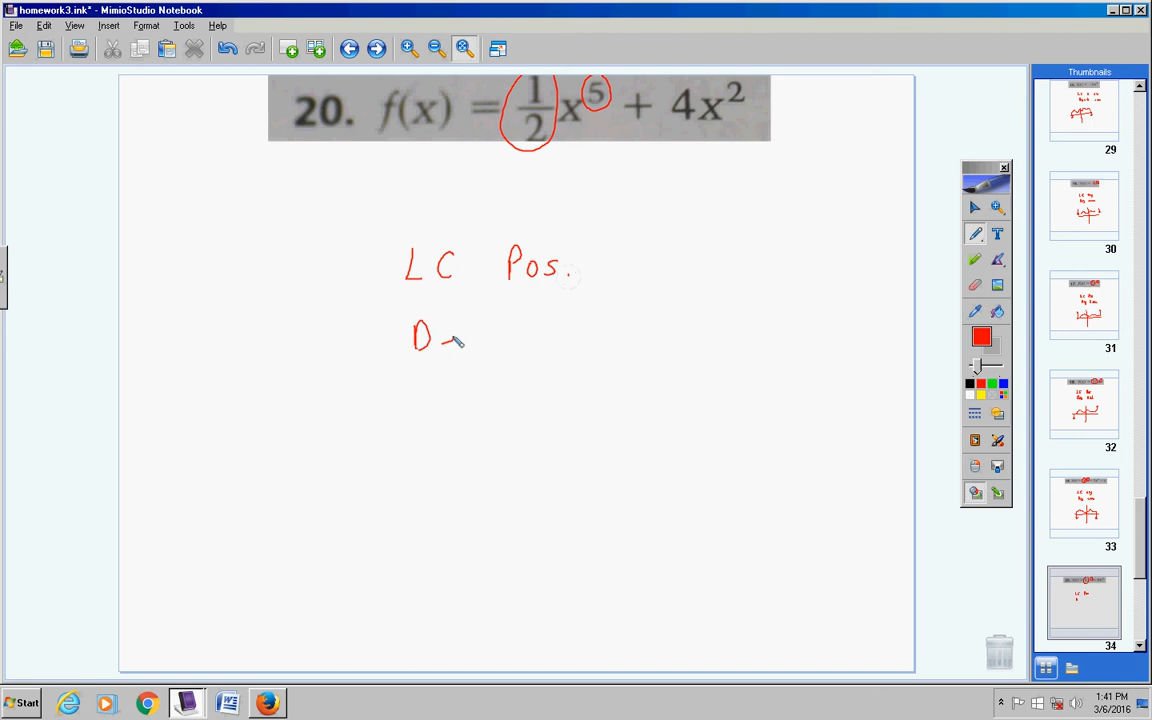 homework3.ink* - MimioStudio Notebook
File Edit View Insert Format Tools Help
20. f(x) = 1/2 x^5 + 4x^2
LC Pos.
D
Thumbnails
29
30
31
32
33
34
Start
1:41 PM
3/6/2016